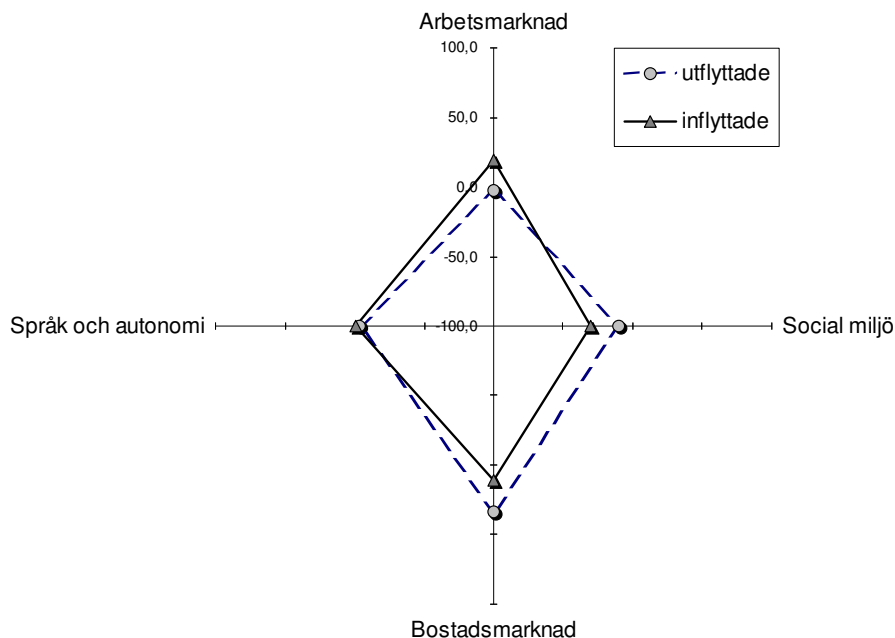 Arbetsmarknad
100,0
utflyttade
50,0
inflyttade
0,0
-50,0
Språk och autonomi
-100,0
Social miljö
Bostadsmarknad